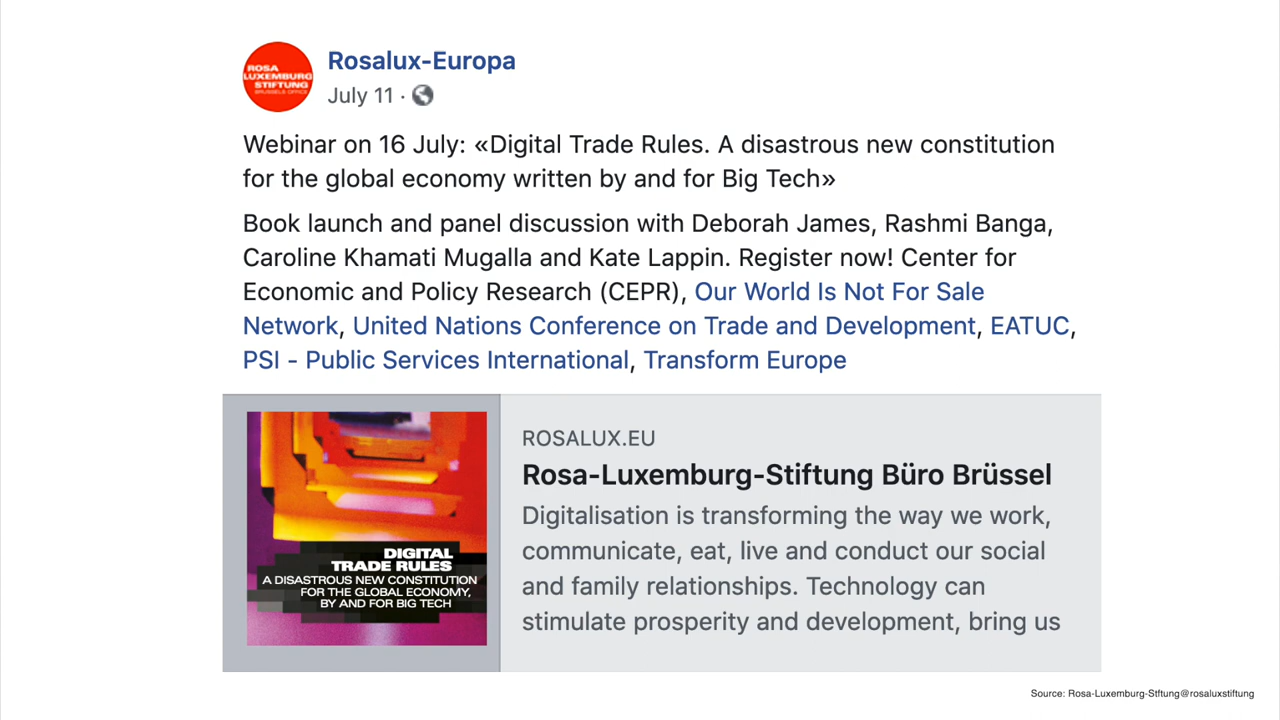 ROSA
LUXEMBURG
STIFTUNG
BRUSSELS OFFICE
Rosalux-Europa
July 11 ·
Webinar on 16 July: «Digital Trade Rules. A disastrous new constitution
for the global economy written by and for Big Tech»
Book launch and panel discussion with Deborah James, Rashmi Banga,
Caroline Khamati Mugalla and Kate Lappin. Register now! Center for
Economic and Policy Research (CEPR), Our World Is Not For Sale
Network, United Nations Conference on Trade and Development, EATUC,
PSI - Public Services International, Transform Europe
DIGITAL
TRADE RULES
A DISASTROUS NEW CONSTITUTION
FOR THE GLOBAL ECONOMY,
BY AND FOR BIG TECH
ROSALUX.EU
Rosa-Luxemburg-Stiftung Büro Brüssel
Digitalisation is transforming the way we work,
communicate, eat, live and conduct our social
and family relationships. Technology can
stimulate prosperity and development, bring us
Source: Rosa-Luxemburg-Stftung@rosaluxstiftung